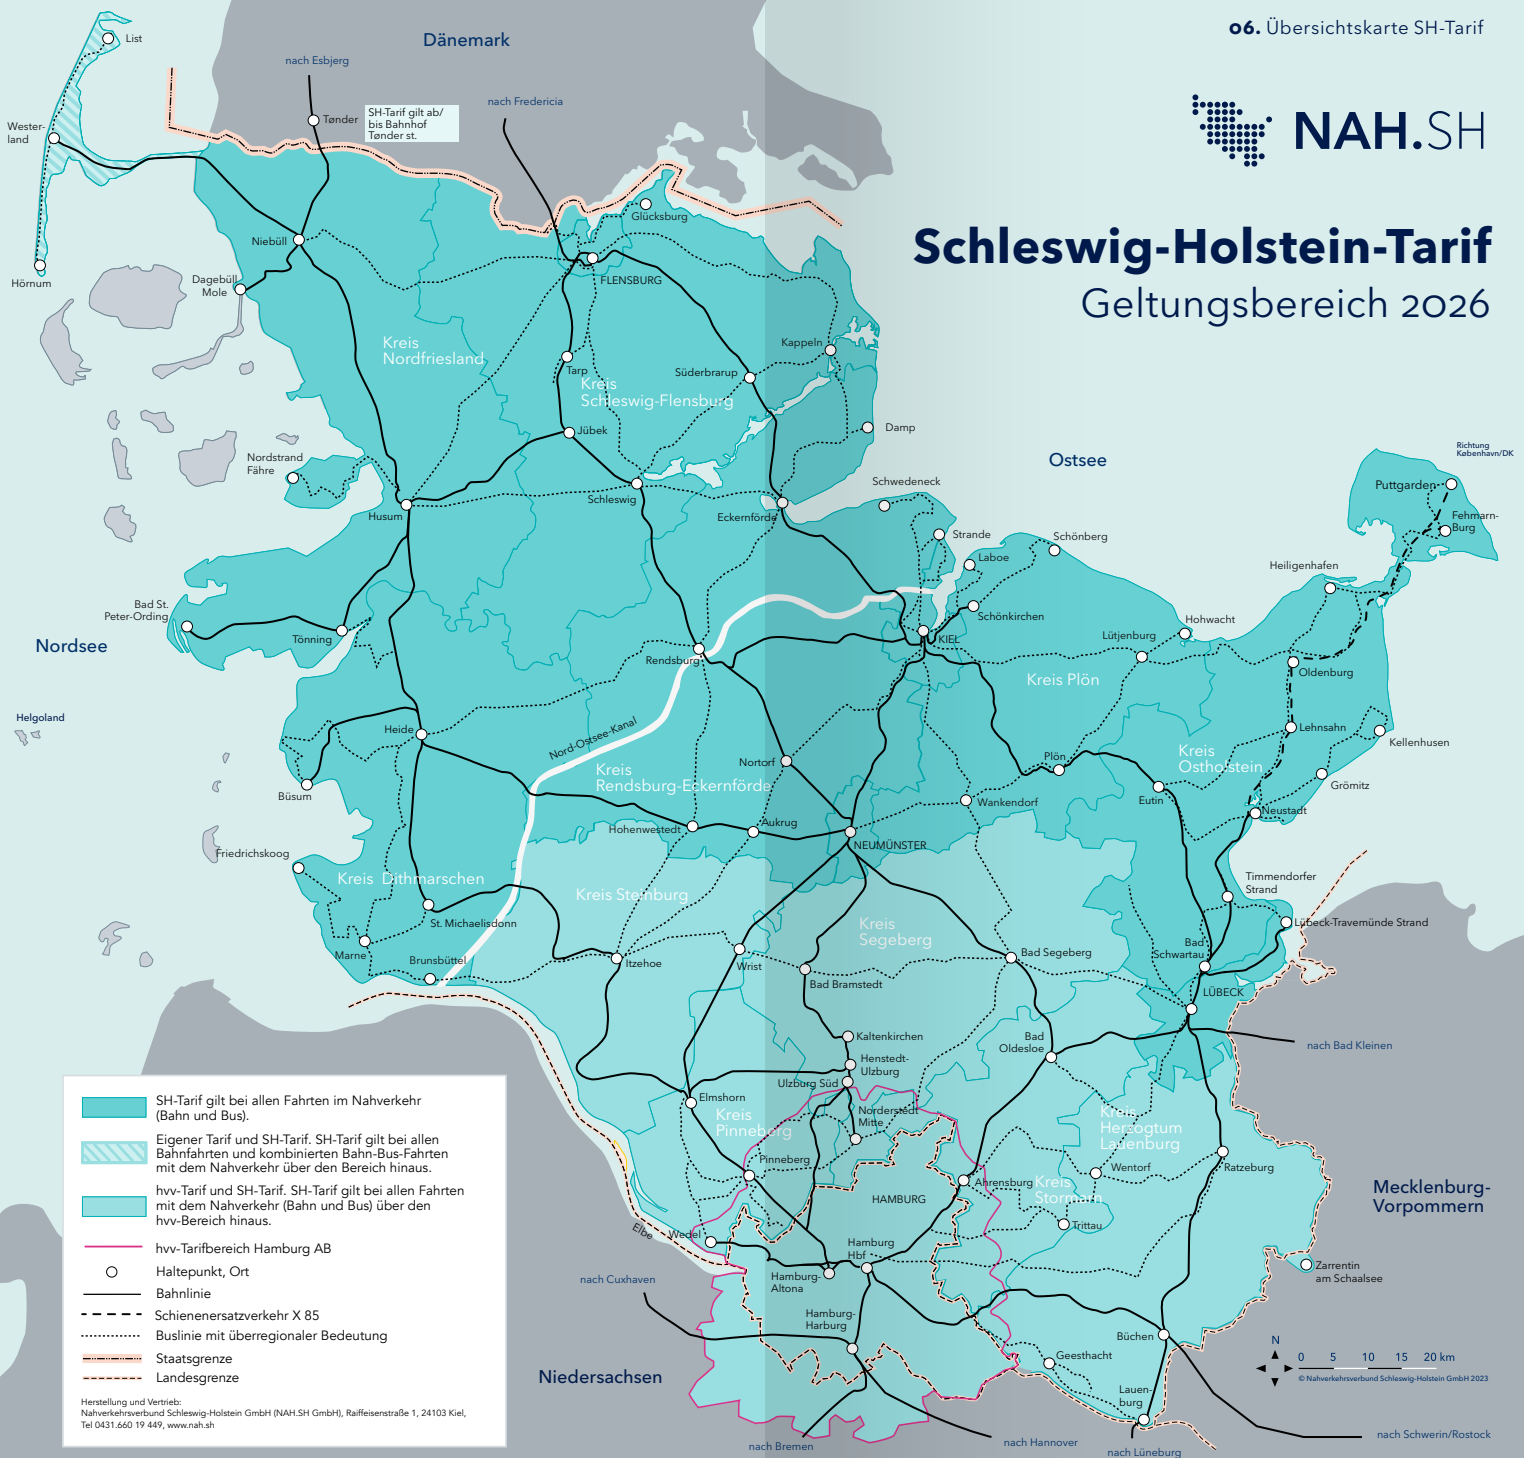 06. Übersichtskarte SH-Tarif
NAH.SH
Schleswig-Holstein-Tarif
Geltungsbereich 2026
Dänemark
nach Esbjerg
nach Fredericia
Tønder
SH-Tarif gilt ab/
bis Bahnhof
Tønder st.
List
Wester-
land
Hörnum
Niebüll
Dagebüll
Mole
Glücksburg
FLENSBURG
Kreis
Nordfriesland
Tarp
Kreis
Schleswig-Flensburg
Süderbrarup
Kappeln
Jübek
Damp
Nordstrand
Fähre
Husum
Schleswig
Eckernförde
Schwedeneck
Strande
Laboe
Schönberg
Schönkirchen
KIEL
Ostsee
Richtung
København/DK
Puttgarden
Fehmarn-
Burg
Heiligenhafen
Hohwacht
Lütjenburg
Oldenburg
Kreis Plön
Lehnsahn
Kellenhusen
Kreis
Ostholstein
Grömitz
Plön
Eutin
Neustadt
Wankendorf
Bad St.
Peter-Ording
Tönning
Nordsee
Helgoland
Rendsburg
Nord-Ostsee-Kanal
Heide
Büsum
Kreis
Rendsburg-Eckernförde
Nortorf
Hohenwestedt
Aukrug
NEUMÜNSTER
Friedrichskoog
Kreis Dithmarschen
Kreis Steinburg
St. Michaelisdonn
Marne
Brunsbüttel
Itzehoe
Wrist
Kreis
Segeberg
Bad Bramstedt
Bad Segeberg
Timmendorfer
Strand
Lübeck-Travemünde Strand
Bad
Schwartau
LÜBECK
nach Bad Kleinen
Kaltenkirchen
Henstedt-
Ulzburg
Ulzburg Süd
Bad
Oldesloe
Elmshorn
Kreis
Pinneberg
Norderstedt
Mitte
Pinneberg
Kreis
Herzogtum
Lauenburg
Ratzeburg
Wentorf
Ahrensburg
Kreis
Stormarn
Trittau
HAMBURG
Mecklenburg-
Vorpommern
Elbe
Wedel
Hamburg
Hbf
Hamburg-
Altona
Hamburg-
Harburg
Zarrentin
am Schaalsee
nach Cuxhaven
Niedersachsen
Büchen
Geesthacht
Lauen-
burg
nach Bremen
nach Hannover
nach Lüneburg
nach Schwerin/Rostock
N
0 5 10 15 20 km
© Nahverkehrsverbund Schleswig-Holstein GmbH 2023
SH-Tarif gilt bei allen Fahrten im Nahverkehr
(Bahn und Bus).
Eigener Tarif und SH-Tarif. SH-Tarif gilt bei allen
Bahnfahrten und kombinierten Bahn-Bus-Fahrten
mit dem Nahverkehr über den Bereich hinaus.
hvv-Tarif und SH-Tarif. SH-Tarif gilt bei allen Fahrten
mit dem Nahverkehr (Bahn und Bus) über den
hvv-Bereich hinaus.
hvv-Tarifbereich Hamburg AB
Haltepunkt, Ort
Bahnlinie
Schienenersatzverkehr X 85
Buslinie mit überregionaler Bedeutung
Staatsgrenze
Landesgrenze
Herstellung und Vertrieb:
Nahverkehrsverbund Schleswig-Holstein GmbH (NAH.SH GmbH), Raiffeisenstraße 1, 24103 Kiel,
Tel 0431.660 19 449, www.nah.sh